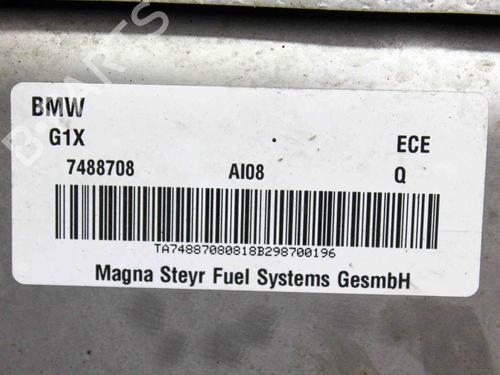 BMW
G1X ECE
7488708 AI08 Q
TA74887080818B298700196
Magna Steyr Fuel Systems GesmbH